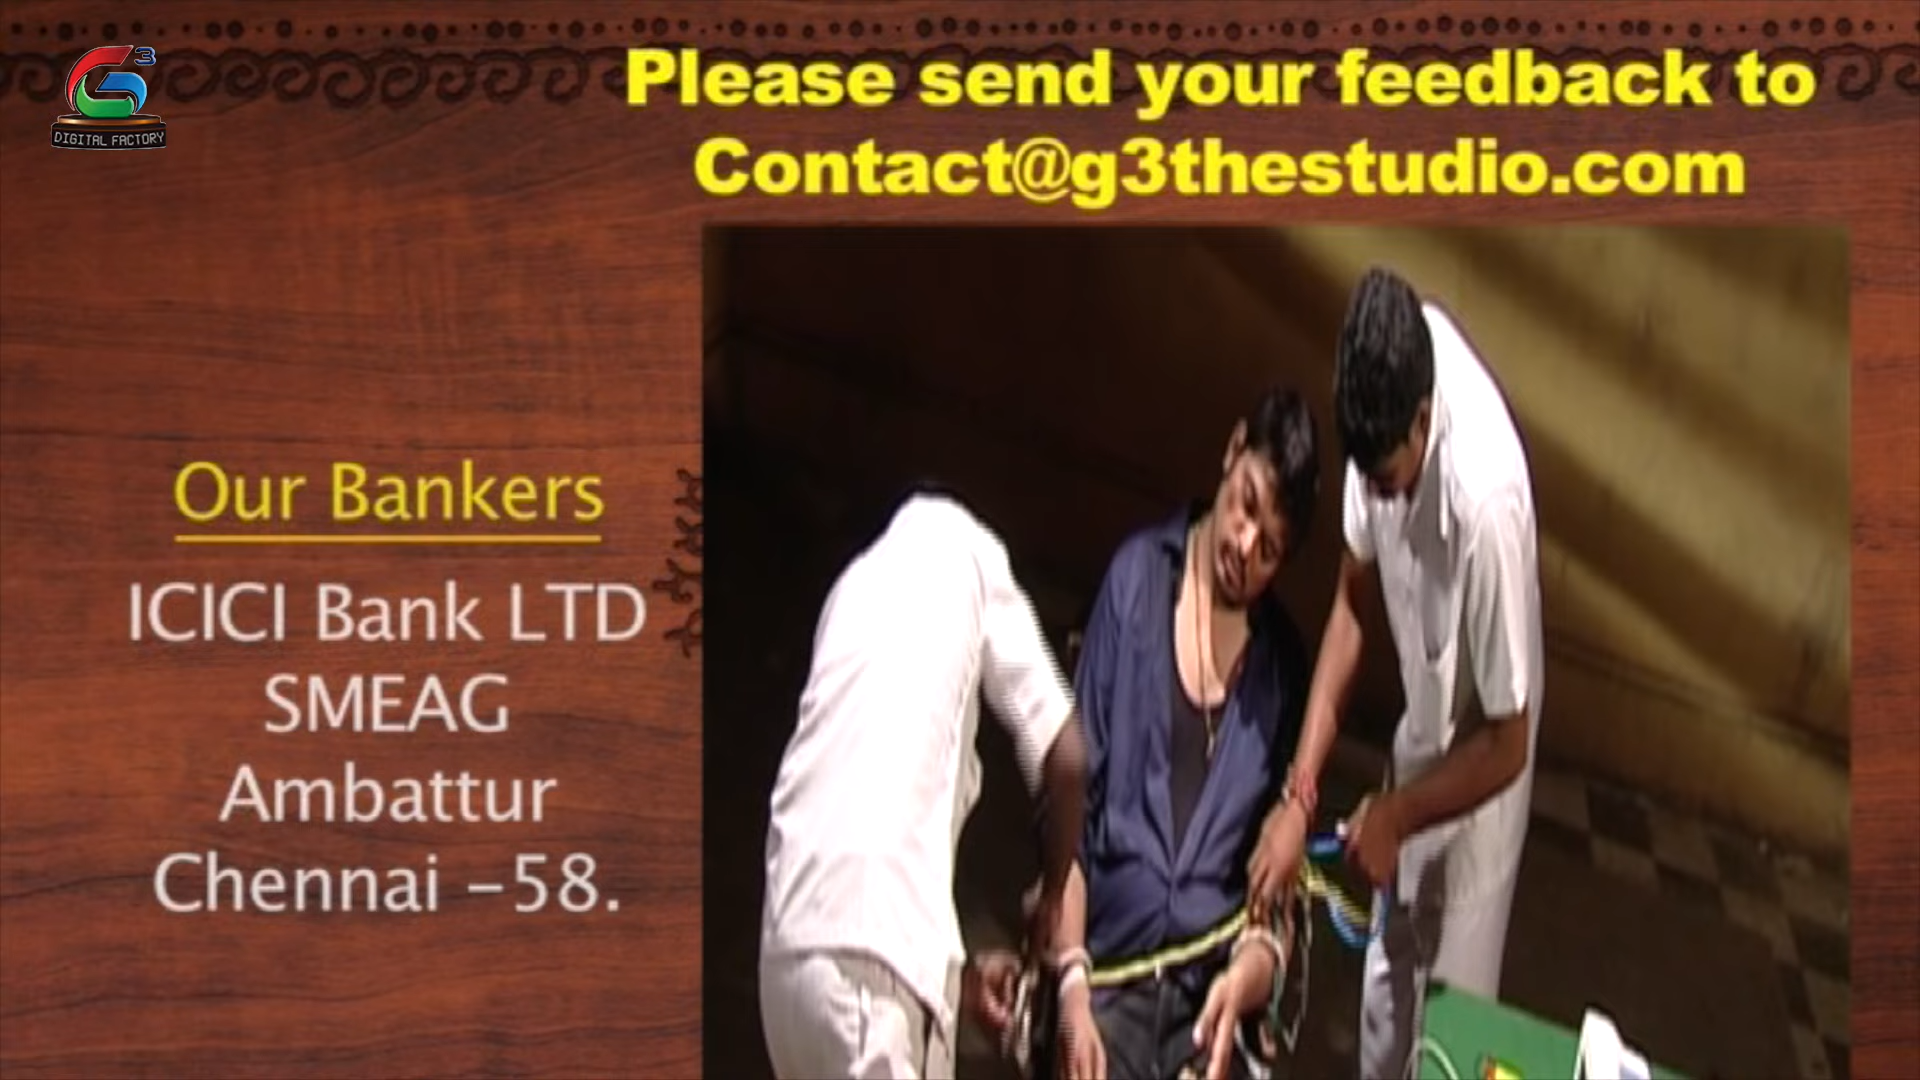 G3
DIGITAL FACTORY
Please send your feedback to
Contact@g3thestudio.com
Our Bankers
ICICI Bank LTD
SMEAG
Ambattur
Chennai -58.